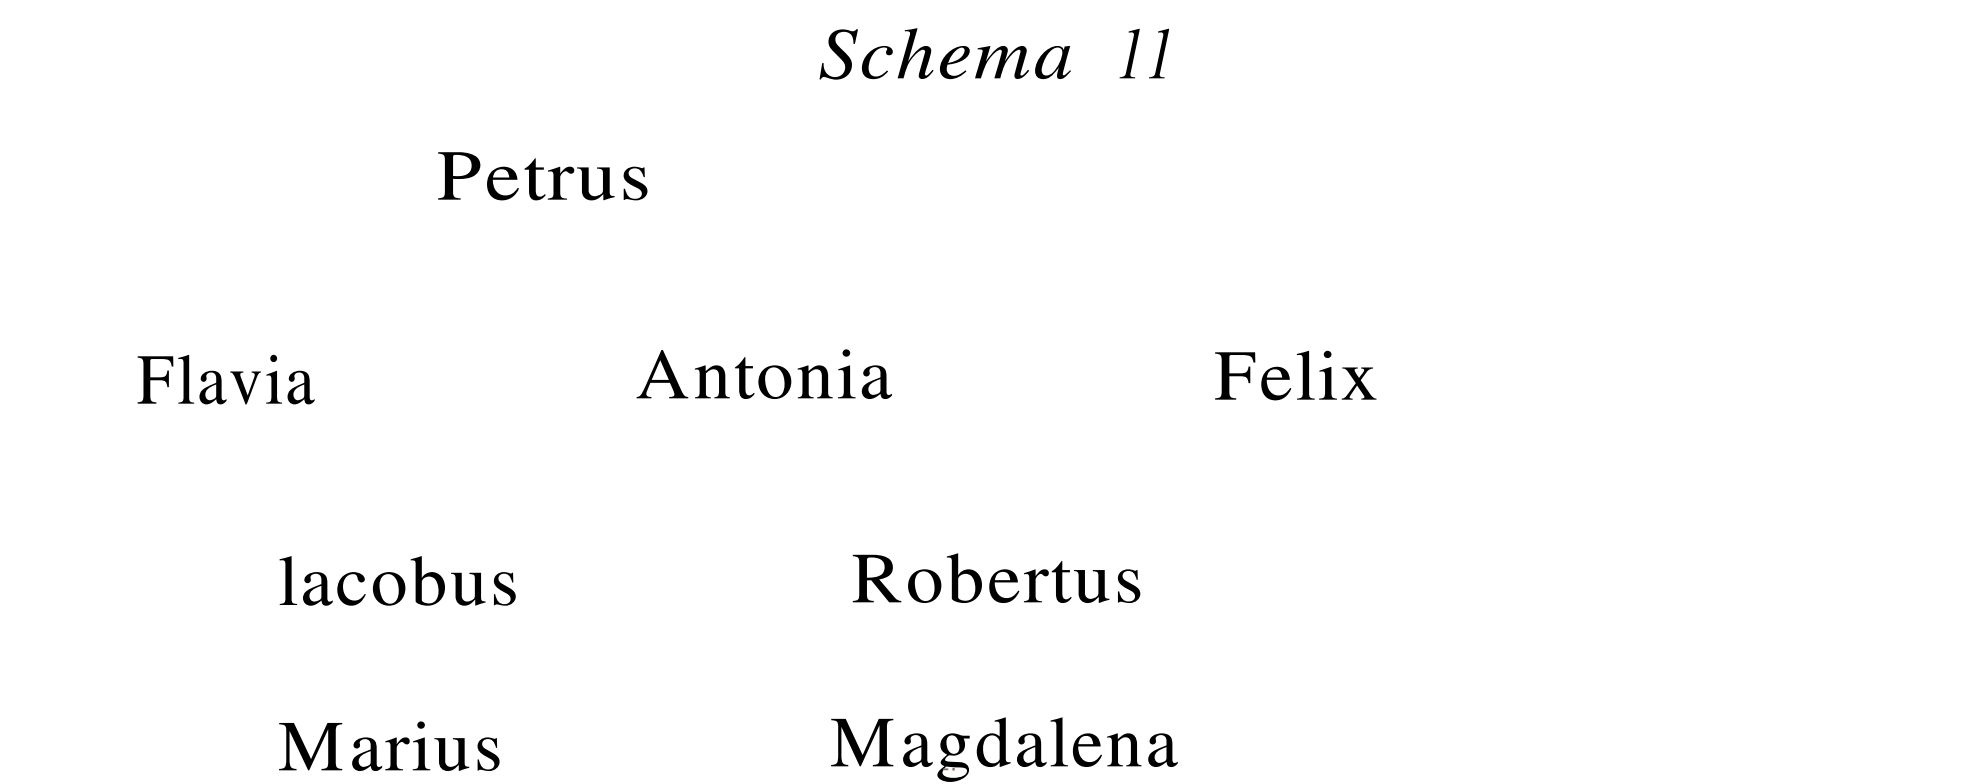 Schema 11
Petrus
Flavia Antonia Felix
lacobus Robertus
Marius Magdalena